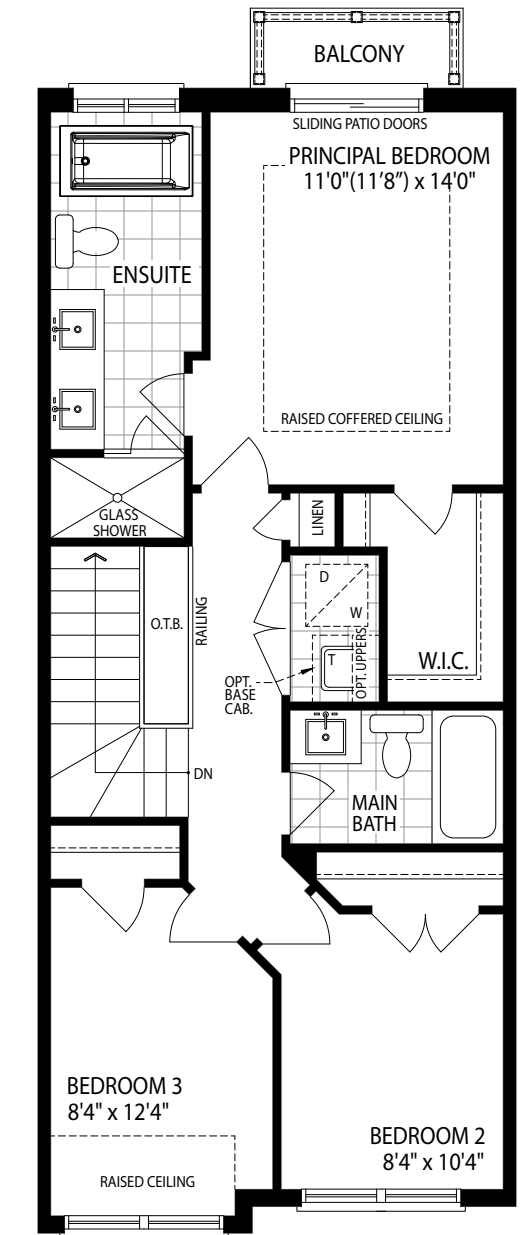 BALCONY
SLIDING PATIO DOORS
PRINCIPAL BEDROOM
11'0"(11'8”) x 14'0"
ENSUITE
RAISED COFFERED CEILING
GLASS
SHOWER
LINEN
D
W
O.T.B.
RAILING
T
OPT. UPPERS
W.I.C.
OPT.
BASE
CAB.
DN
MAIN
BATH
BEDROOM 3
8'4" x 12'4"
BEDROOM 2
8'4" x 10'4"
RAISED CEILING